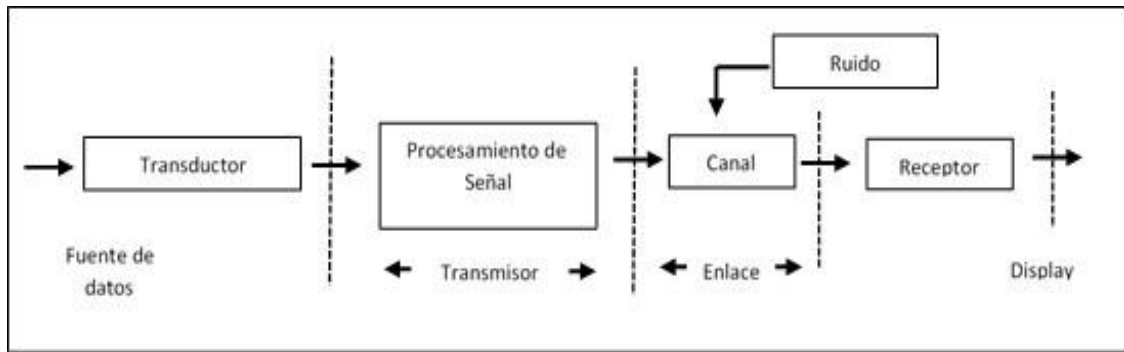 Ruido
Transductor
Procesamiento de
Señal
Canal
Receptor
Fuente de
datos
Transmisor
Enlace
Display